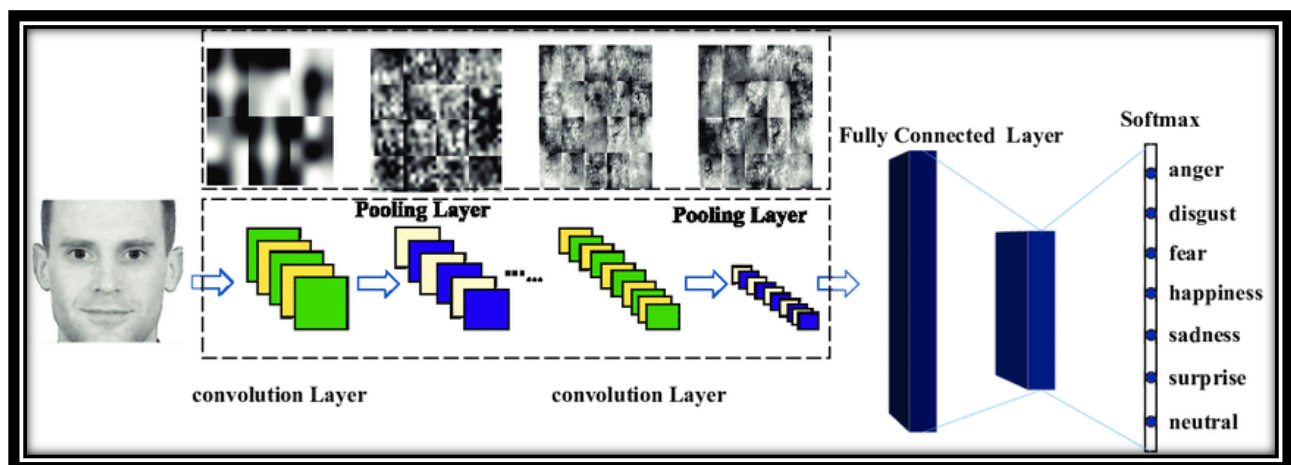 Pooling Layer
Pooling Layer
convolution Layer
convolution Layer
Fully Connected Layer
Softmax
anger
disgust
fear
happiness
sadness
surprise
neutral